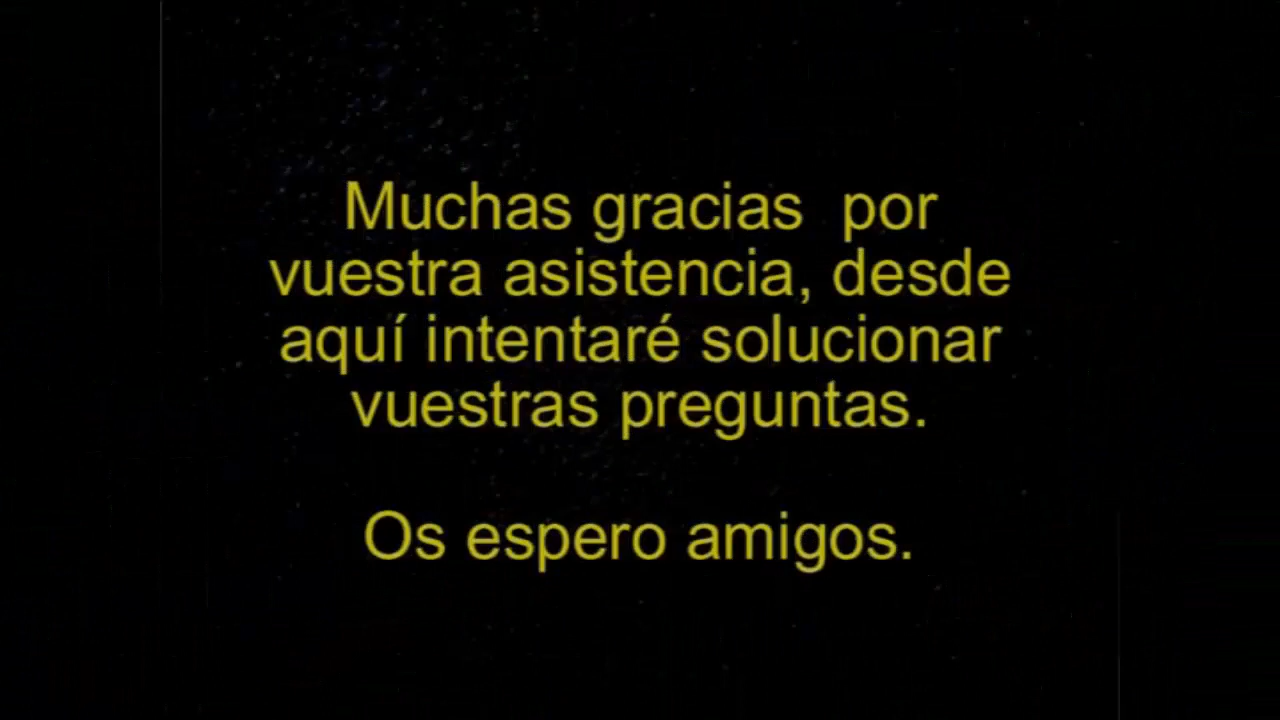 Muchas gracias  por
vuestra asistencia, desde
aquí intentaré solucionar
vuestras preguntas.
Os espero amigos.